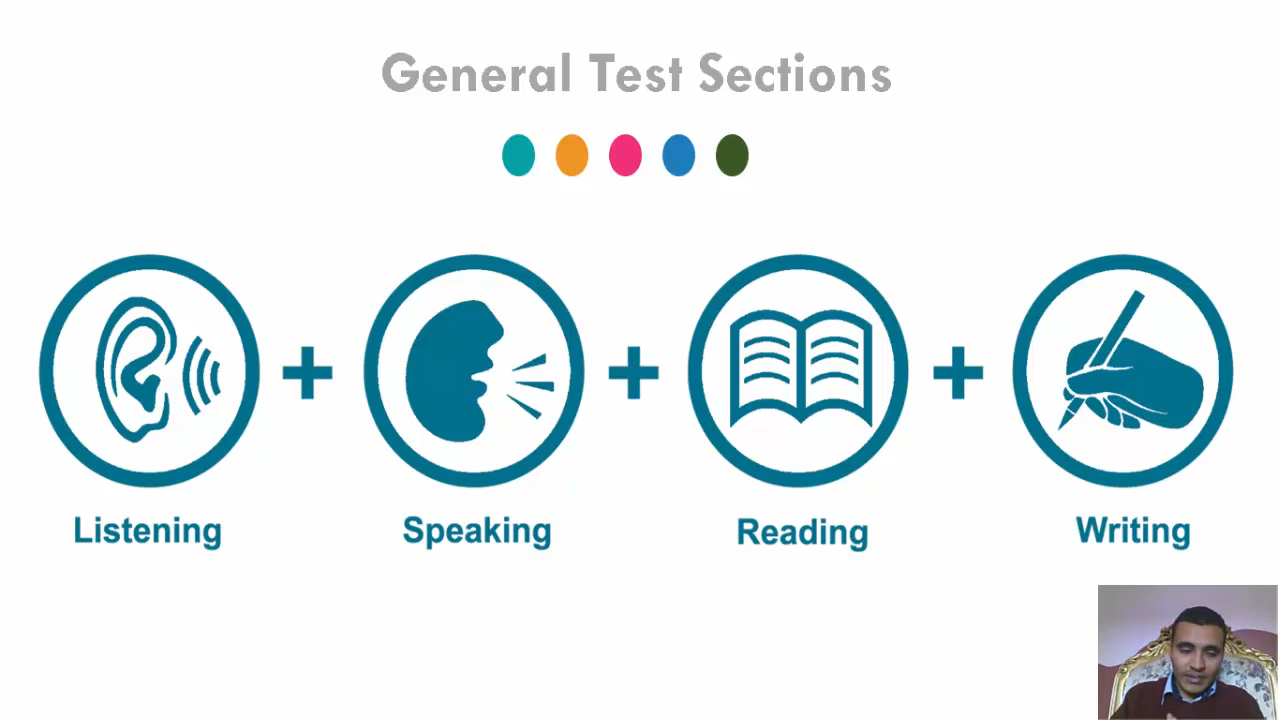 General Test Sections
Listening
Speaking
Reading
Writing